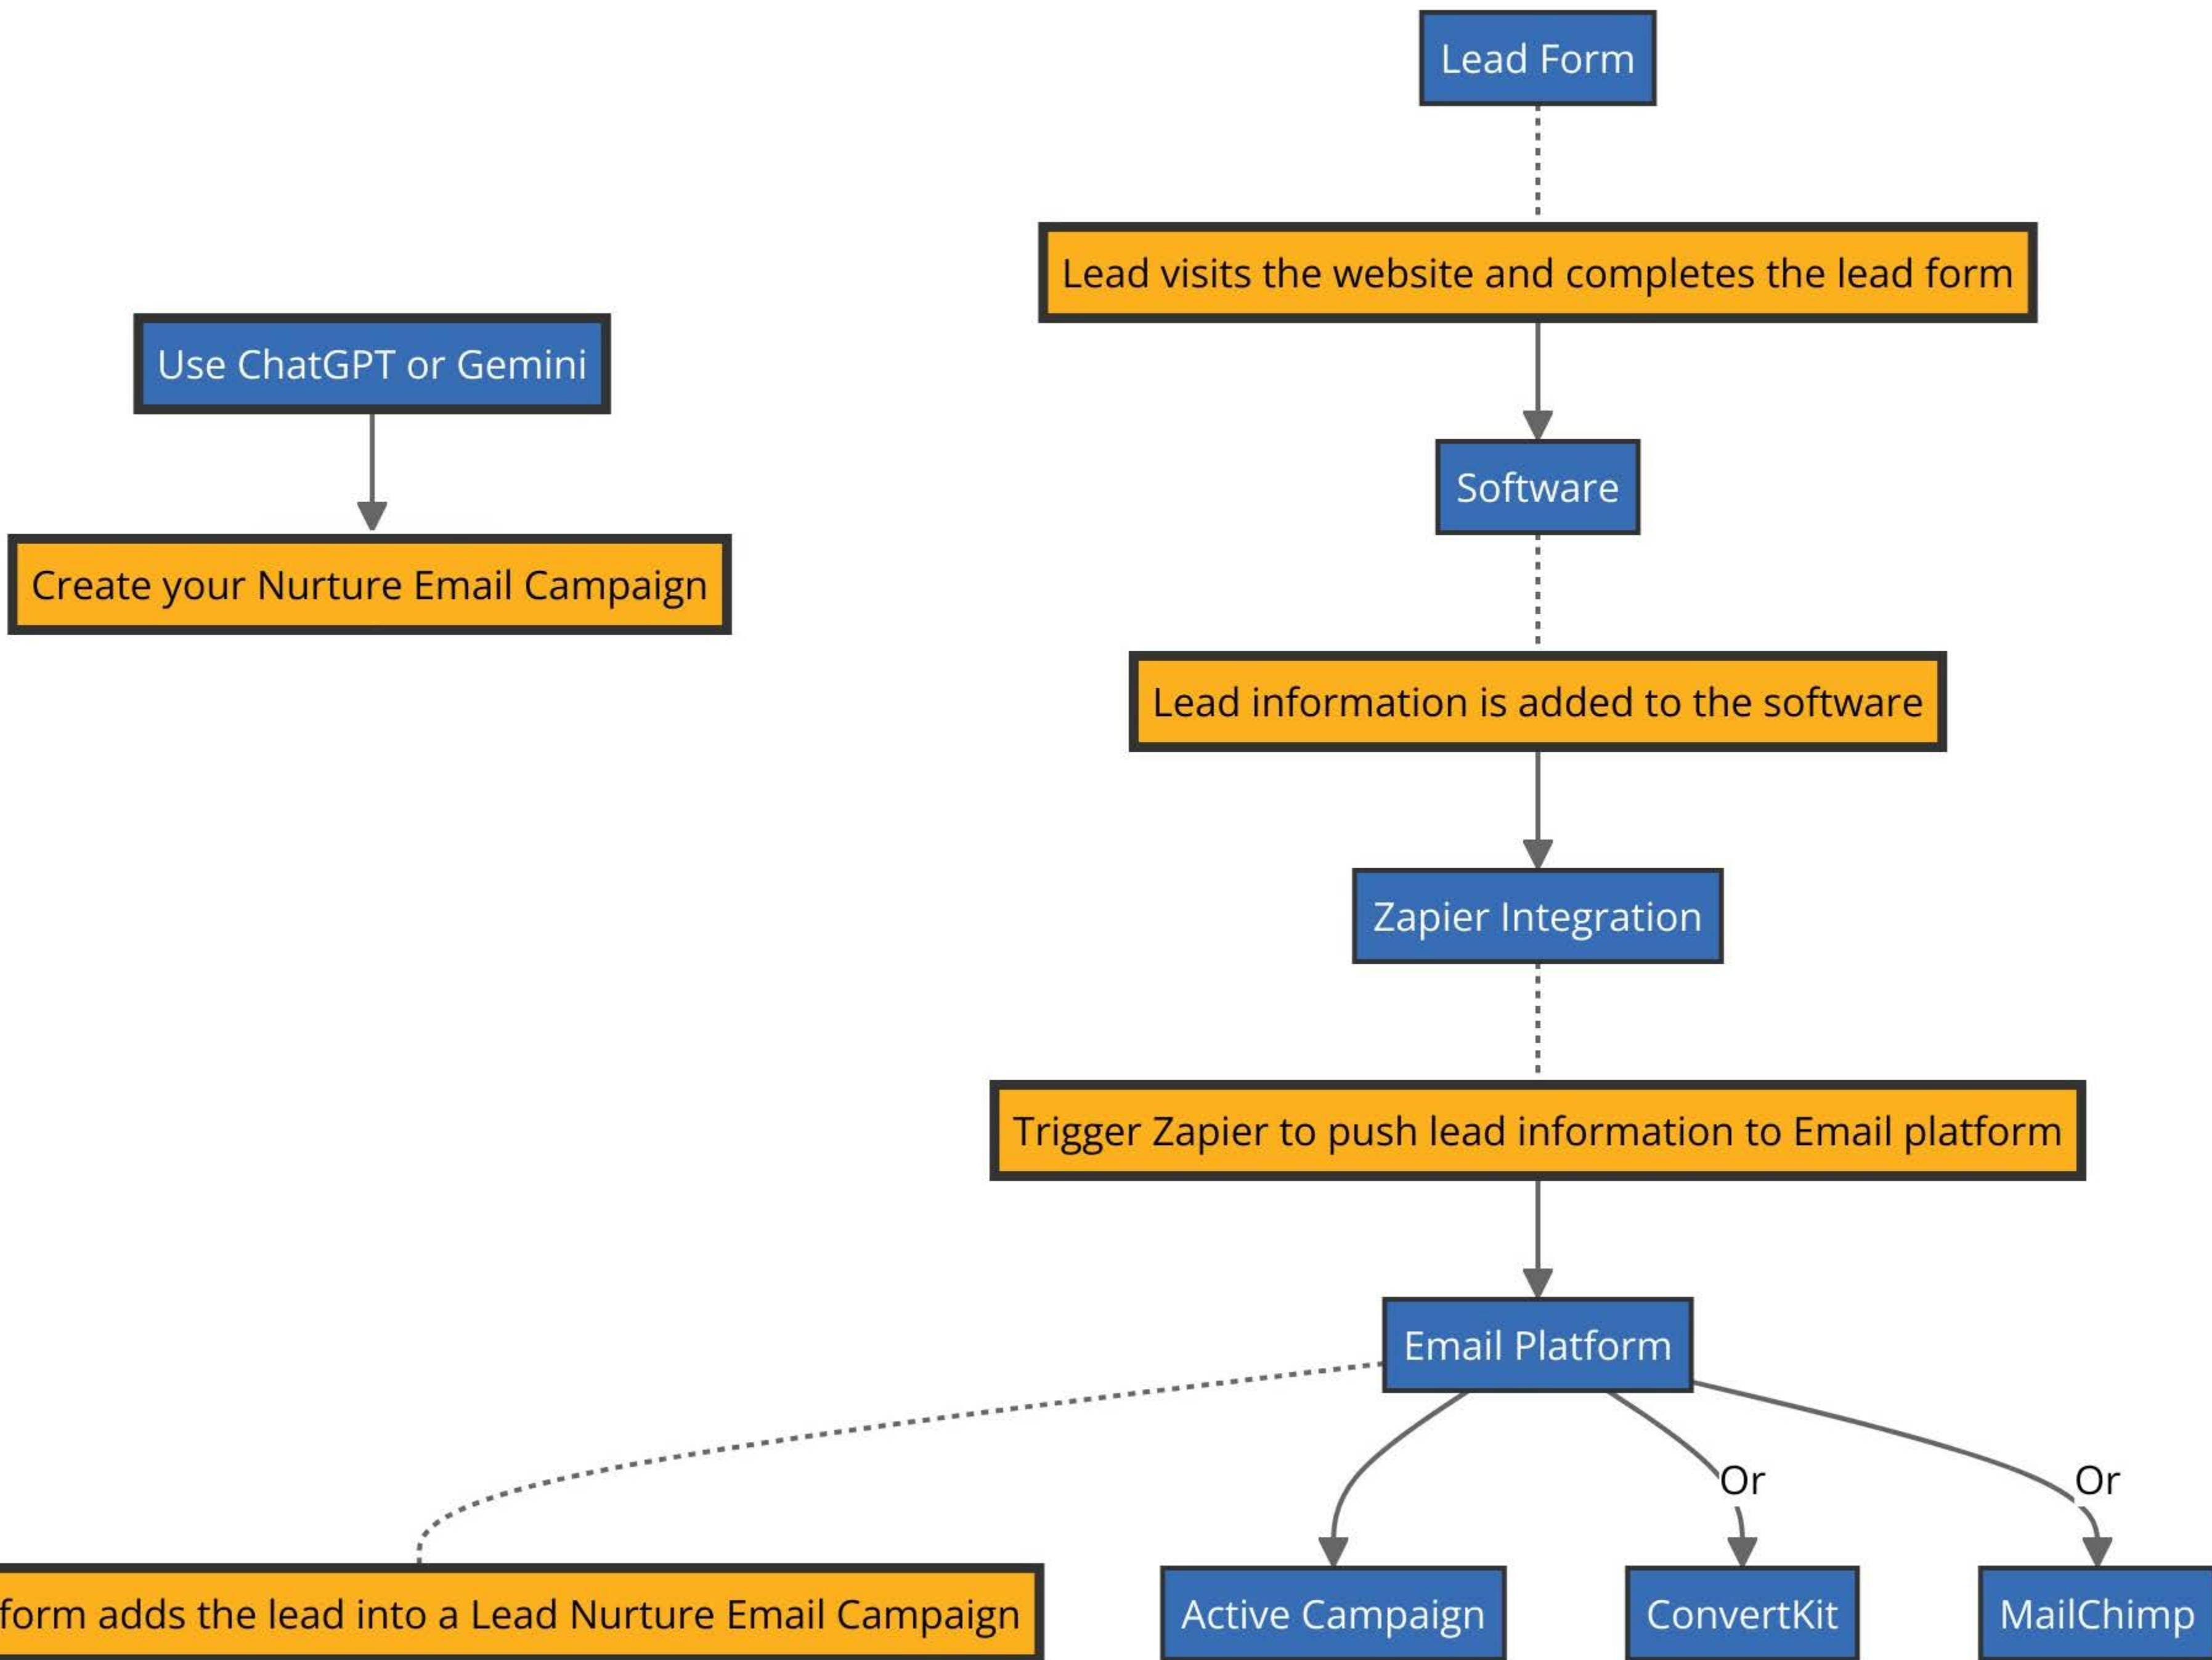 Lead Form
Lead visits the website and completes the lead form
Use ChatGPT or Gemini
Software
Create your Nurture Email Campaign
Lead information is added to the software
Zapier Integration
Trigger Zapier to push lead information to Email platform
Email Platform
Or
Or
form adds the lead into a Lead Nurture Email Campaign
Active Campaign
ConvertKit
MailChimp